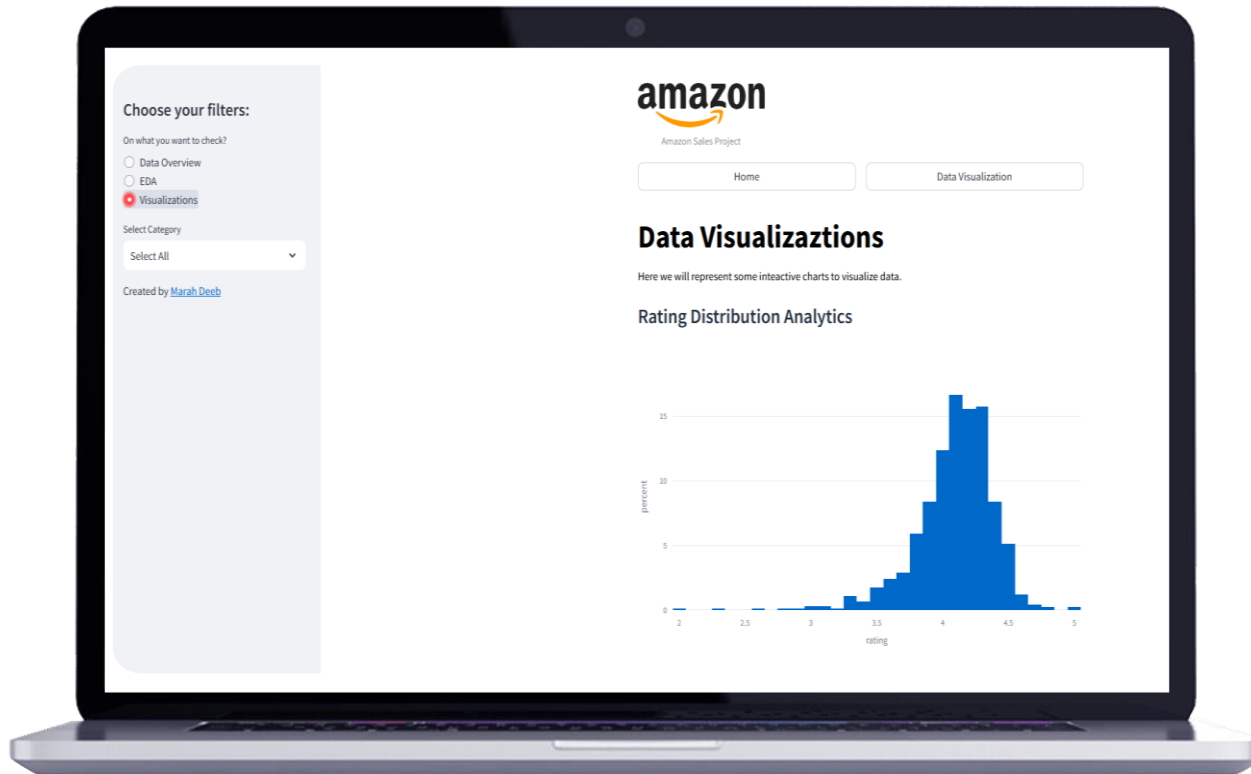 Choose your filters:
On what you want to check?
Data Overview
EDA
Visualizations
Select Category
Select All
Created by Marah Deeb
amazon
Amazon Sales Project
Home
Data Visualization
Data Visualizaztions
Here we will represent some inteactive charts to visualize data.
Rating Distribution Analytics
15
10
5
0
percent
2
2.5
3
3.5
4
4.5
5
rating